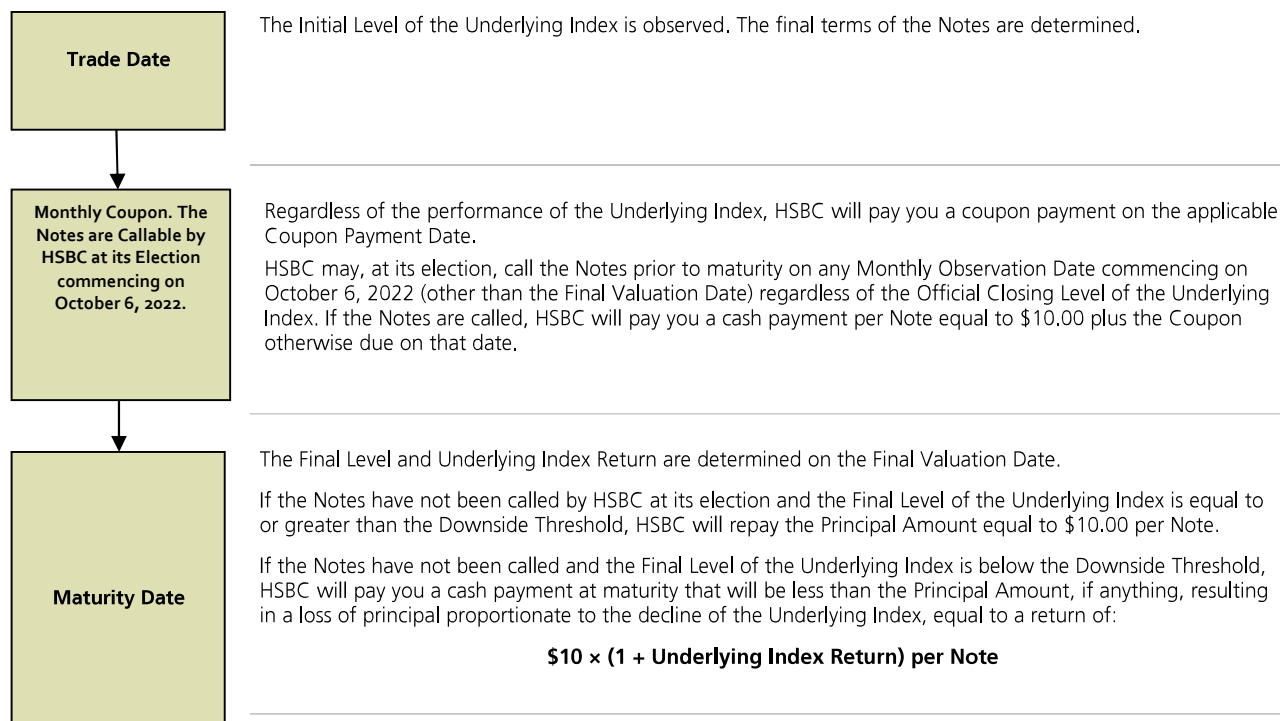 Trade Date
The Initial Level of the Underlying Index is observed. The final terms of the Notes are determined.
Monthly Coupon. The
Notes are Callable by
HSBC at its Election
commencing on
October 6, 2022.
Regardless of the performance of the Underlying Index, HSBC will pay you a coupon payment on the applicable
Coupon Payment Date.
HSBC may, at its election, call the Notes prior to maturity on any Monthly Observation Date commencing on
October 6, 2022 (other than the Final Valuation Date) regardless of the Official Closing Level of the Underlying
Index. If the Notes are called, HSBC will pay you a cash payment per Note equal to $10.00 plus the Coupon
otherwise due on that date.
Maturity Date
The Final Level and Underlying Index Return are determined on the Final Valuation Date.
If the Notes have not been called by HSBC at its election and the Final Level of the Underlying Index is equal to
or greater than the Downside Threshold, HSBC will repay the Principal Amount equal to $10.00 per Note.
If the Notes have not been called and the Final Level of the Underlying Index is below the Downside Threshold,
HSBC will pay you a cash payment at maturity that will be less than the Principal Amount, if anything, resulting
in a loss of principal proportionate to the decline of the Underlying Index, equal to a return of:
$10 × (1 + Underlying Index Return) per Note